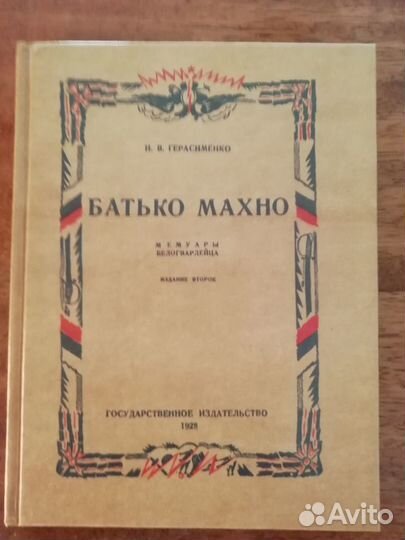 Н. В. ГЕРАСИМЕНКО
БАТЬКО МАХНО
МЕМУАРЫ
БЕЛОГВАРДЕЙЦА
ИЗДАНИЕ ВТОРОЕ
ГОСУДАРСТВЕННОЕ ИЗДАТЕЛЬСТВО
1928
Avito